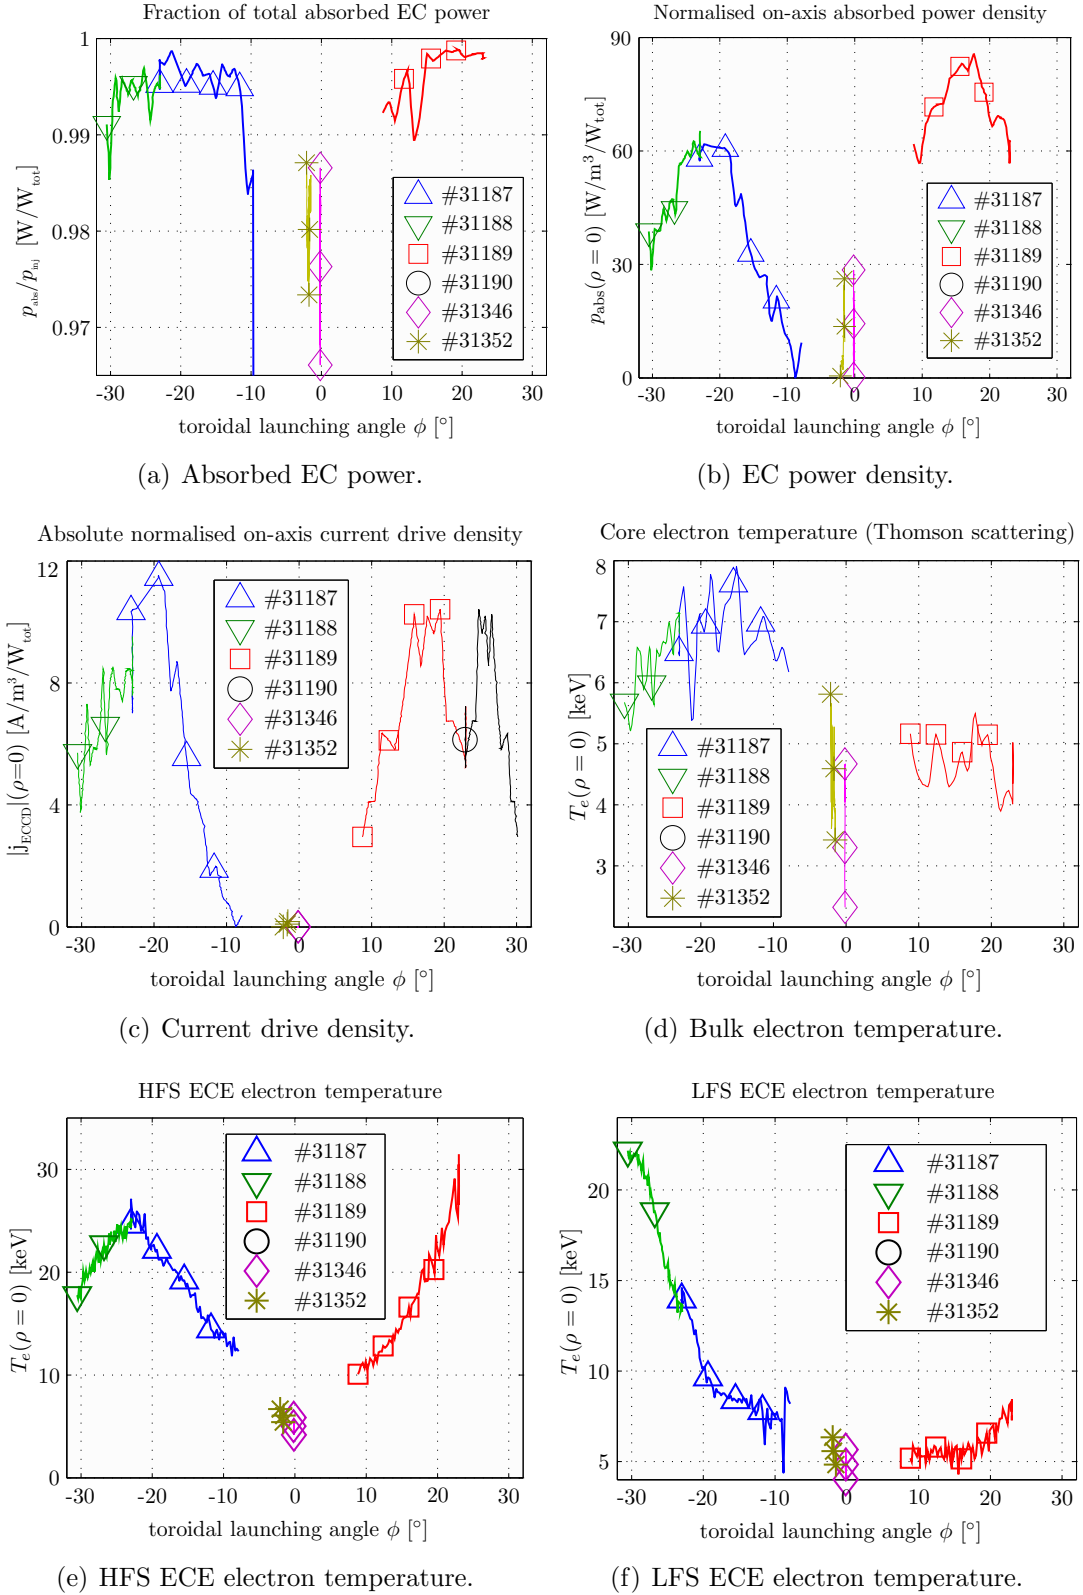 Fraction of total absorbed EC power
p_abs/p_inj [W/W_tot]
1
0.99
0.98
0.97
#31187
#31188
#31189
#31190
#31346
#31352
-30 -20 -10 0 10 20 30
toroidal launching angle ϕ [°]
(a) Absorbed EC power.
Normalised on-axis absorbed power density
p_abs(ρ = 0) [W/m³/W_tot]
90
60
30
0
#31187
#31188
#31189
#31190
#31346
#31352
-30 -20 -10 0 10 20 30
toroidal launching angle ϕ [°]
(b) EC power density.
Absolute normalised on-axis current drive density
|j_ECCD|(ρ=0) [A/m³/W_tot]
12
8
4
0
#31187
#31188
#31189
#31190
#31346
#31352
-30 -20 -10 0 10 20 30
toroidal launching angle ϕ [°]
(c) Current drive density.
Core electron temperature (Thomson scattering)
T_e(ρ = 0) [keV]
8
7
6
5
4
3
#31187
#31188
#31189
#31190
#31346
#31352
-30 -20 -10 0 10 20 30
toroidal launching angle ϕ [°]
(d) Bulk electron temperature.
HFS ECE electron temperature
T_e(ρ = 0) [keV]
30
20
10
0
#31187
#31188
#31189
#31190
#31346
#31352
-30 -20 -10 0 10 20 30
toroidal launching angle ϕ [°]
(e) HFS ECE electron temperature.
LFS ECE electron temperature
T_e(ρ = 0) [keV]
20
15
10
5
#31187
#31188
#31189
#31190
#31346
#31352
-30 -20 -10 0 10 20 30
toroidal launching angle ϕ [°]
(f) LFS ECE electron temperature.